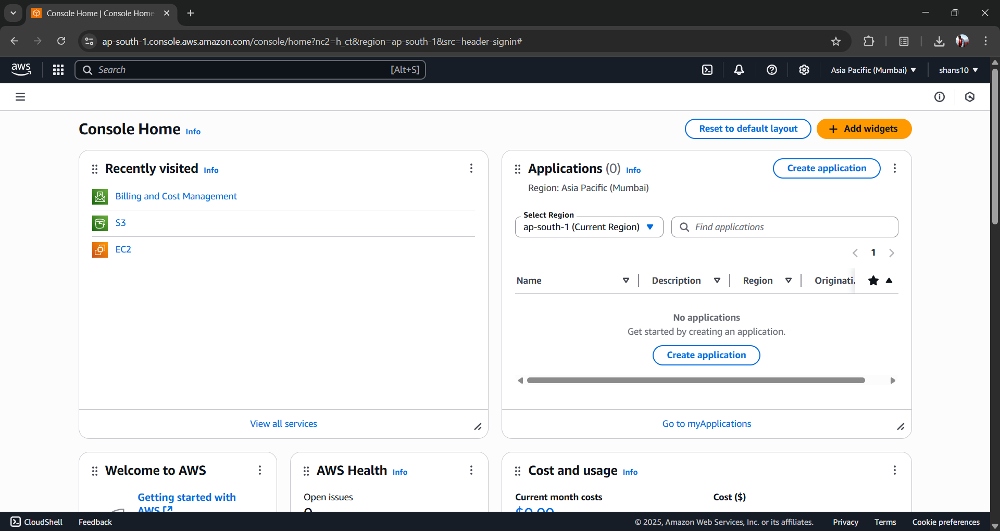 Console Home | Console Home
ap-south-1.console.aws.amazon.com/console/home?nc2=h_ct&region=ap-south-1&src=header-signin#
aws
Search
[Alt+S]
Asia Pacific (Mumbai)
shans10
Console Home Info
Reset to default layout
Add widgets
Recently visited Info
Billing and Cost Management
S3
EC2
View all services
Applications (0) Info
Create application
Region: Asia Pacific (Mumbai)
Select Region
ap-south-1 (Current Region)
Find applications
1
Name
Description
Region
Originati.
No applications
Get started by creating an application.
Create application
Go to myApplications
Welcome to AWS
Getting started with
AWS
AWS Health Info
Open issues
0
Cost and usage Info
Current month costs
$0.00
Cost ($)
CloudShell
Feedback
© 2025, Amazon Web Services, Inc. or its affiliates.
Privacy
Terms
Cookie preferences